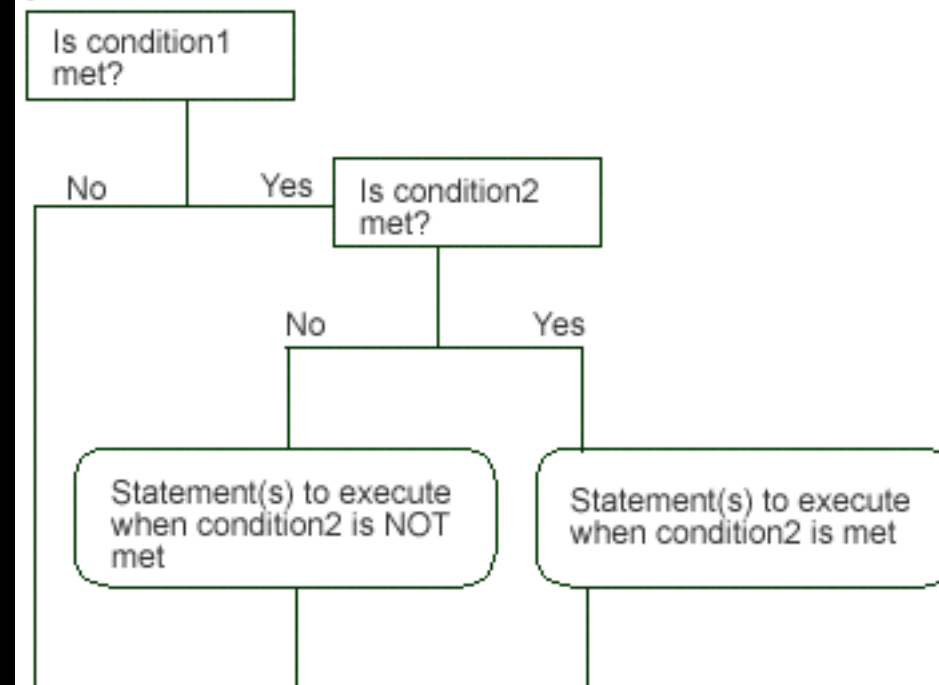 Is condition1
met?
No
Yes
Is condition2
met?
No
Yes
Statement(s) to execute
when condition2 is NOT
met
Statement(s) to execute
when condition2 is met